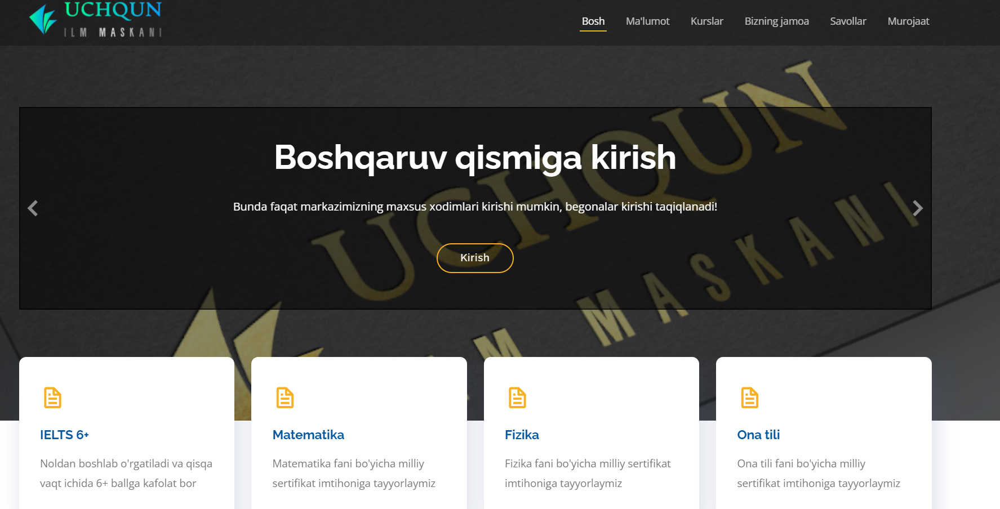 UCHQUN
ILM MASKANI
Bosh Ma'lumot Kurslar Bizning jamoa Savollar Murojaat
UCHQUN
M MASKANI
Boshqaruv qismiga kirish
Bunda faqat markazimizning maxsus xodimlari kirishi mumkin, begonalar kirishi taqiqlanadi!
Kirish
IELTS 6+
Noldan boshlab o'rgatiladi va qisqa
vaqt ichida 6+ ballga kafolat bor
Matematika
Matematika fani bo'yicha milliy
sertifikat imtihoniga tayyorlaymiz
Fizika
Fizika fani bo'yicha milliy sertifikat
imtihoniga tayyorlaymiz
Ona tili
Ona tili fani bo'yicha milliy
sertifikat imtihoniga tayyorlaymiz